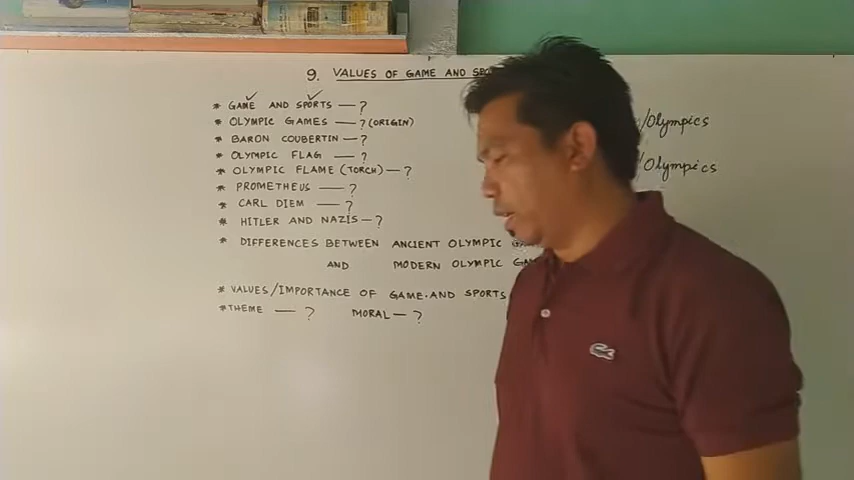 9. VALUES OF GAME AND
* GAME AND SPORTS — ?
* OLYMPIC GAMES — ? (ORIGIN)
* BARON COUBERTIN — ?
* OLYMPIC FLAG — ?
* OLYMPIC FLAME (TORCH) — ?
* PROMETHEUS — ?
* CARL DIEM — ?
* HITLER AND NAZIS — ?
* DIFFERENCES BETWEEN ANCIENT OLYMPIC
AND MODERN OLYMPIC
* VALUES/IMPORTANCE OF GAME AND SPORTS
* THEME — ? MORAL — ?
/Olympics
/Olympics